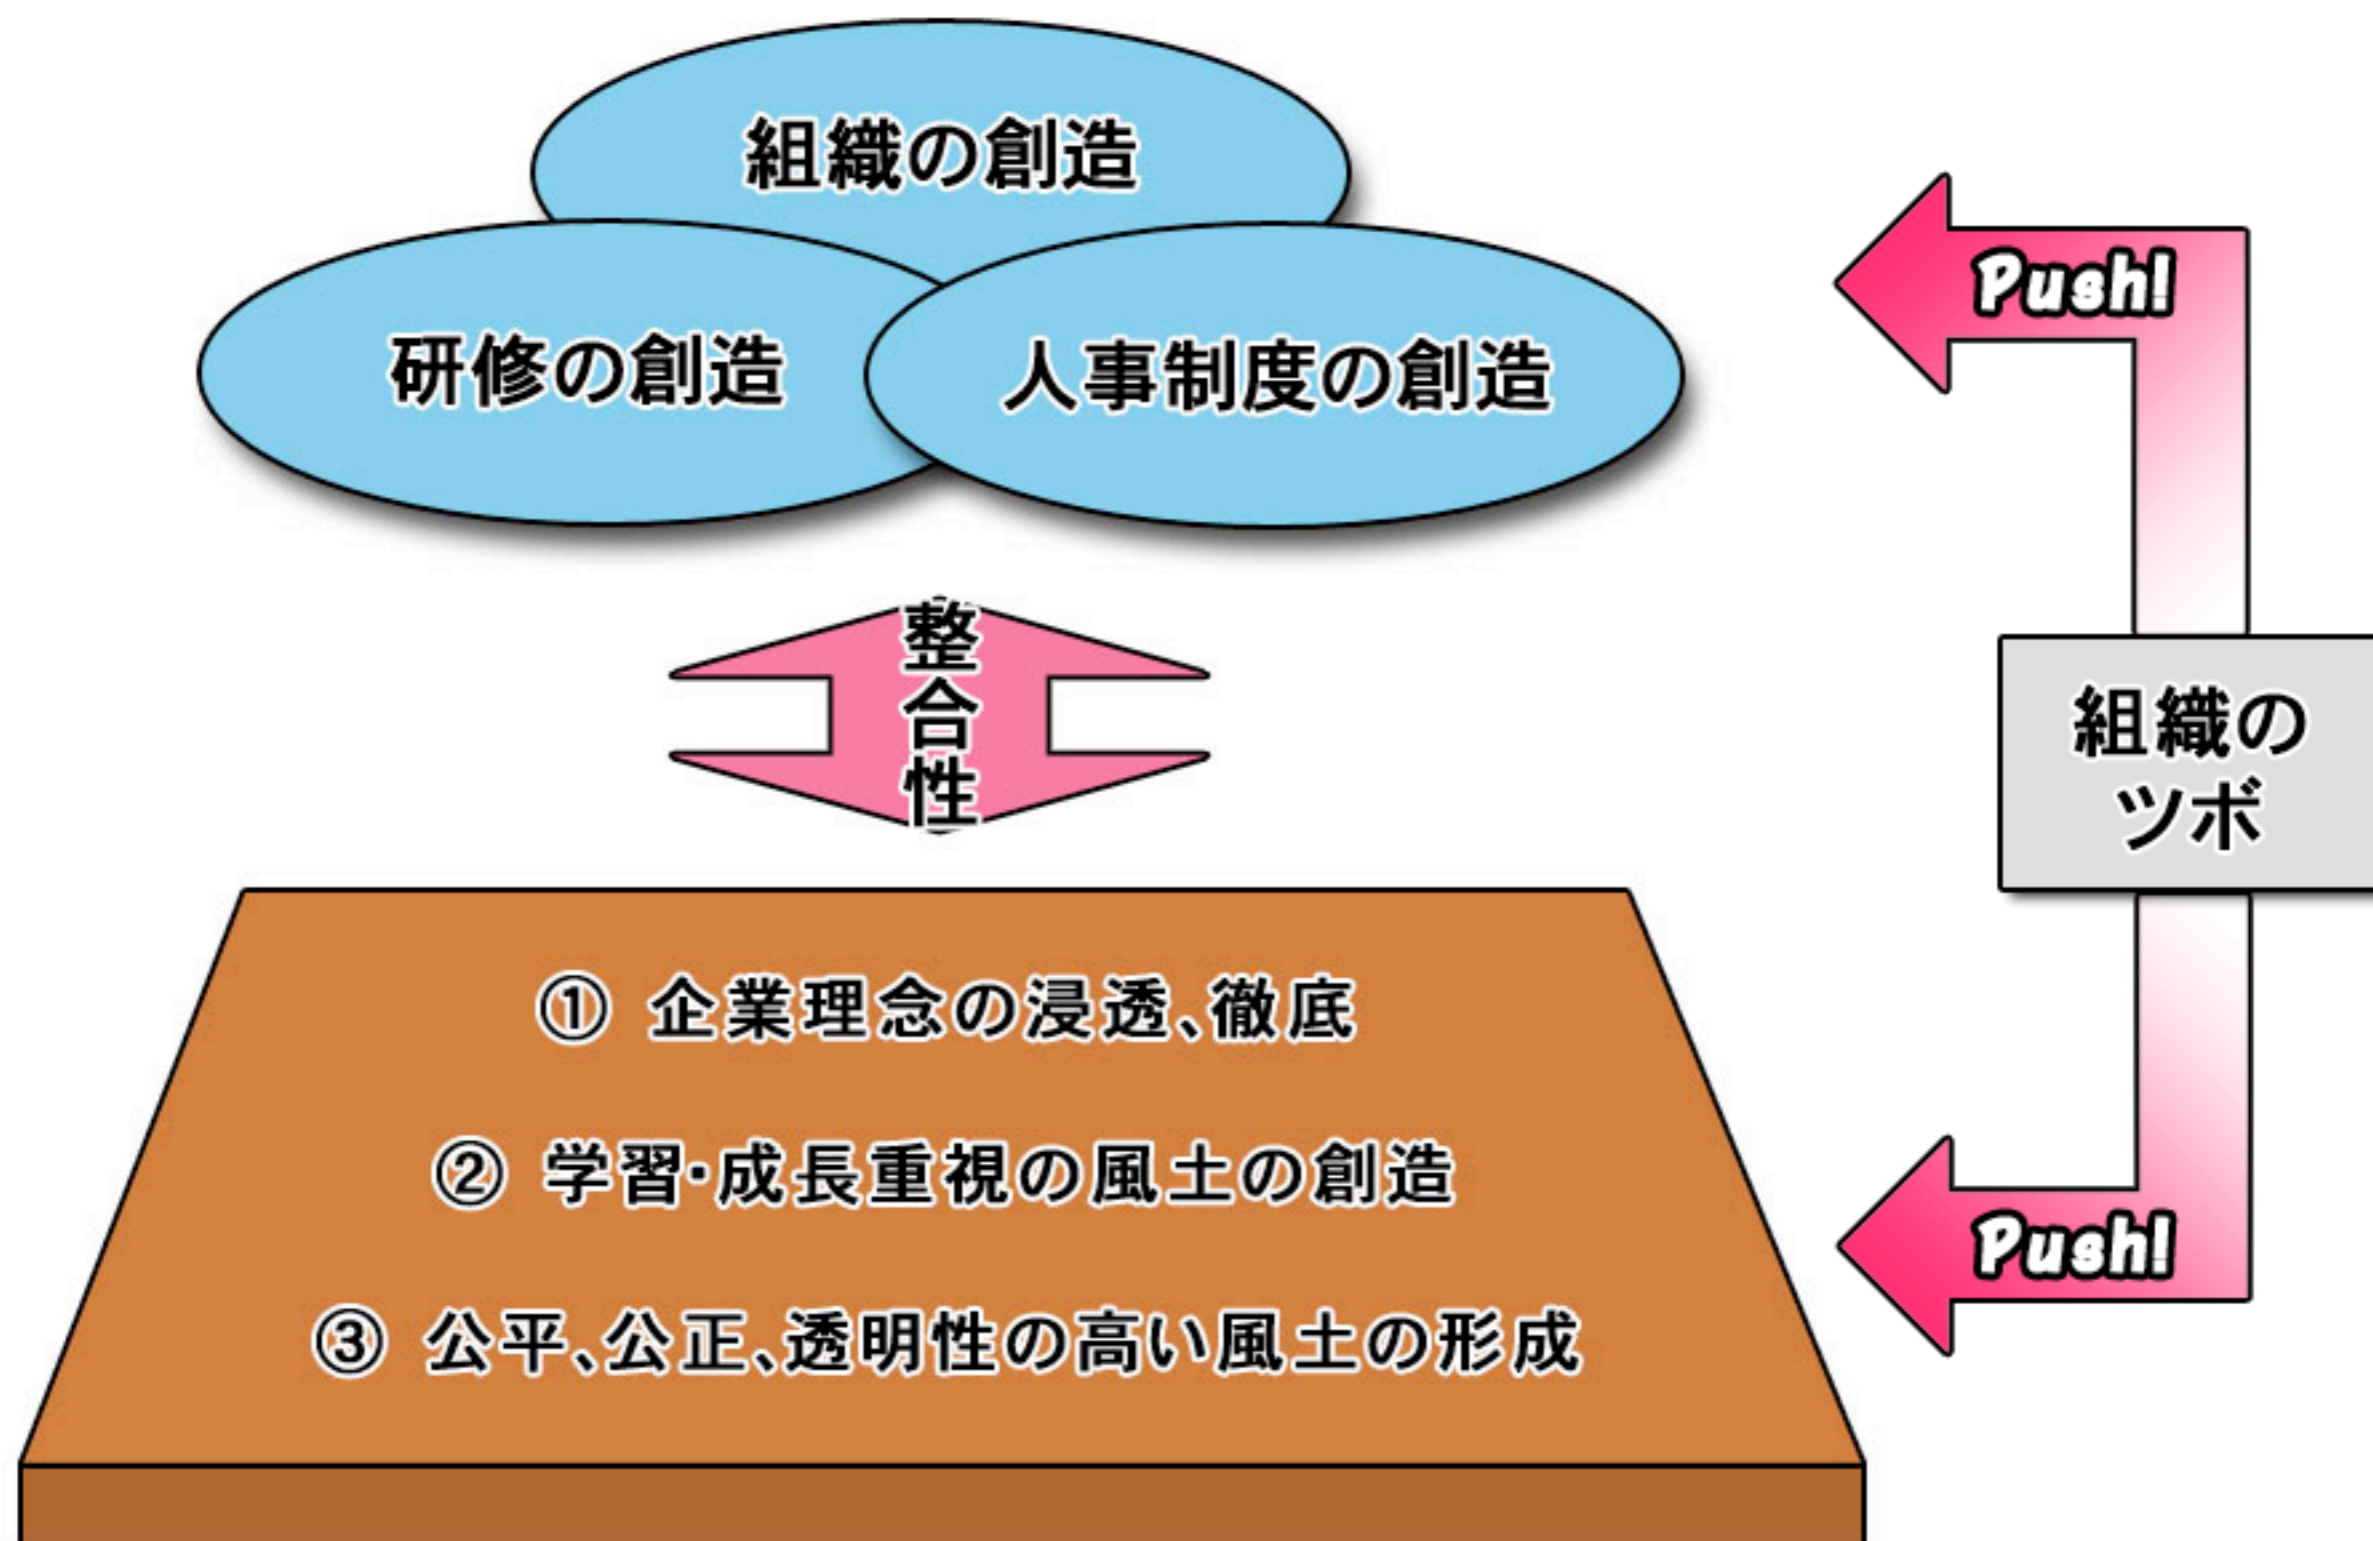 組織の創造
研修の創造
人事制度の創造
Push!
整合性
組織の
ツボ
① 企業理念の浸透、徹底
② 学習・成長重視の風土の創造
③ 公平、公正、透明性の高い風土の形成
Push!